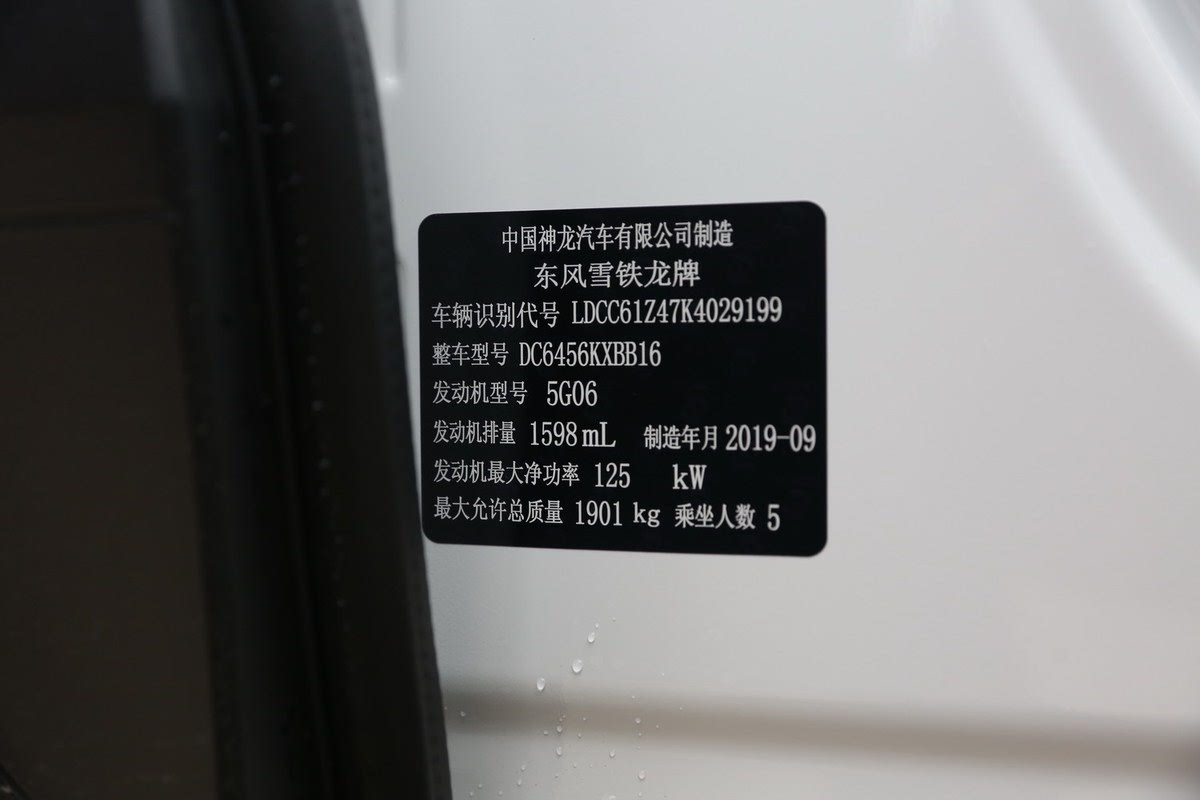 中国神龙汽车有限公司制造
东风雪铁龙牌
车辆识别代号 LDCC61Z47K4029199
整车型号 DC6456KXBB16
发动机型号 5G06
发动机排量 1598mL 制造年月 2019-09
发动机最大净功率 125 kW
最大允许总质量 1901 kg 乘坐人数 5